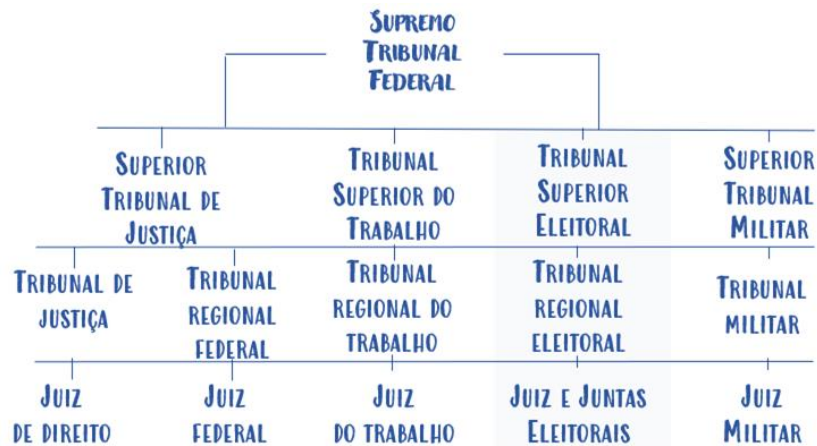 Supremo
Tribunal
Federal
Superior
Tribunal de
Justiça
Tribunal
Superior do
Trabalho
Tribunal
Superior
Eleitoral
Superior
Tribunal
Militar
Tribunal de
justiça
Tribunal
regional
federal
Tribunal
regional do
trabalho
Tribunal
regional
eleitoral
Tribunal
militar
Juiz
de direito
Juiz
federal
Juiz
do trabalho
Juiz e Juntas
Eleitorais
Juiz
Militar